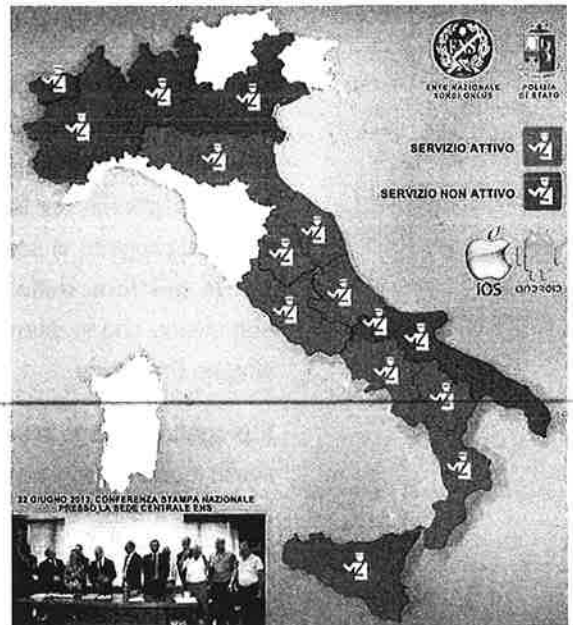 ENS
ENTE NAZIONALE
SORDI ONLUS
POLIZIA
DI STATO
SERVIZIO ATTIVO
SERVIZIO NON ATTIVO
iOS
android
22 GIUGNO 2013, CONFERENZA STAMPA NAZIONALE
PRESSO LA SEDE CENTRALE ENS